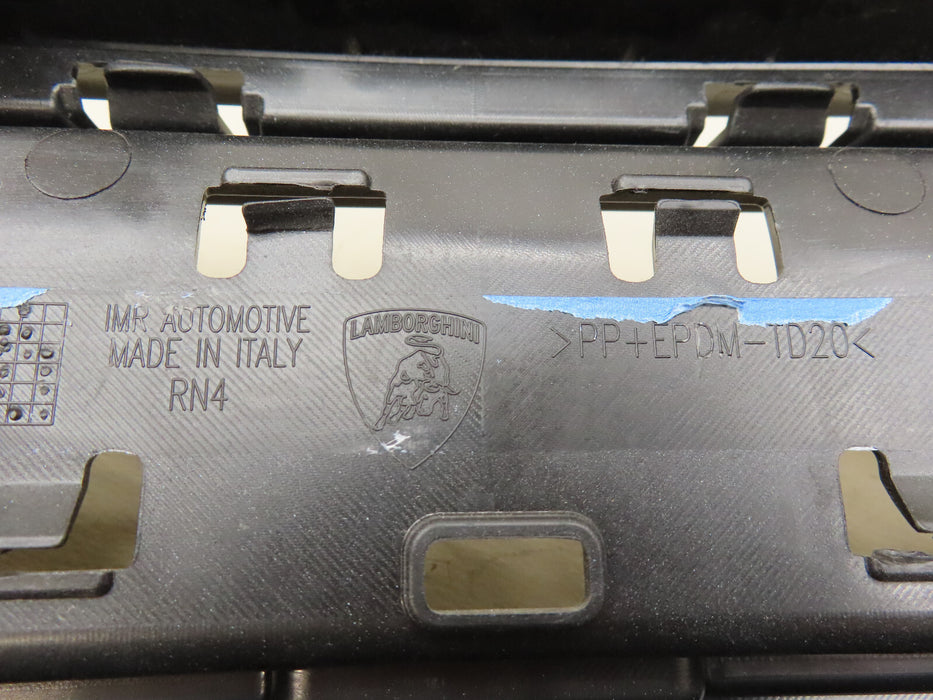 IMR AUTOMOTIVE
MADE IN ITALY
RN4
LAMBORGHINI
>PP+EPDM-TD20<